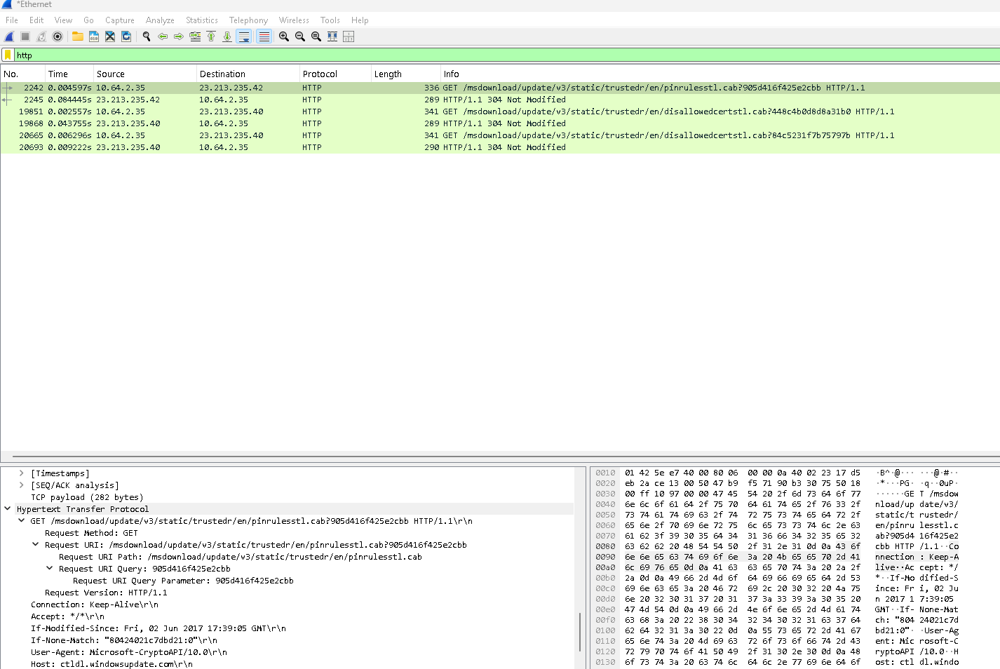 *Ethernet
File Edit View Go Capture Analyze Statistics Telephony Wireless Tools Help
http
No. Time Source Destination Protocol Length Info
2242 0.004597s 10.64.2.35 23.213.235.42 HTTP 336 GET /msdownload/update/v3/static/trustedr/en/pinrulesstl.cab?905d416f425e2cbb HTTP/1.1
2245 0.084445s 23.213.235.42 10.64.2.35 HTTP 289 HTTP/1.1 304 Not Modified
19851 0.002557s 10.64.2.35 23.213.235.40 HTTP 341 GET /msdownload/update/v3/static/trustedr/en/disallowedcertstl.cab?448c4b0d8d8a31b0 HTTP/1.1
19868 0.043755s 23.213.235.40 10.64.2.35 HTTP 289 HTTP/1.1 304 Not Modified
20665 0.006296s 10.64.2.35 23.213.235.40 HTTP 341 GET /msdownload/update/v3/static/trustedr/en/disallowedcertstl.cab?84c5231f7b75797b HTTP/1.1
20693 0.009222s 23.213.235.40 10.64.2.35 HTTP 290 HTTP/1.1 304 Not Modified
[Timestamps]
[SEQ/ACK analysis]
TCP payload (282 bytes)
Hypertext Transfer Protocol
GET /msdownload/update/v3/static/trustedr/en/pinrulesstl.cab?905d416f425e2cbb HTTP/1.1\r\n
Request Method: GET
Request URI: /msdownload/update/v3/static/trustedr/en/pinrulesstl.cab?905d416f425e2cbb
Request URI Path: /msdownload/update/v3/static/trustedr/en/pinrulesstl.cab
Request URI Query: 905d416f425e2cbb
Request URI Query Parameter: 905d416f425e2cbb
Request Version: HTTP/1.1
Connection: Keep-Alive\r\n
Accept: */*\r\n
If-Modified-Since: Fri, 02 Jun 2017 17:39:05 GMT\r\n
If-None-Match: "80424021c7dbd21:0"\r\n
User-Agent: Microsoft-CryptoAPI/10.0\r\n
Host: ctldl.windowsupdate.com\r\n
0010 01 42 5e e7 40 00 80 06 00 00 0a 40 02 23 17 d5 ·B^·@··· ···@·#··
0020 eb 2a ce 13 00 50 47 b9 f5 71 90 b3 30 75 50 18 ·*···PG· ·q··0uP·
0030 00 ff 10 97 00 00 47 45 54 20 2f 6d 73 64 6f 77 ······GE T /msdow
0040 6e 6c 6f 61 64 2f 75 70 64 61 74 65 2f 76 33 2f nload/up date/v3/
0050 73 74 61 74 69 63 2f 74 72 75 73 74 65 64 72 2f static/t rustedr/
0060 65 6e 2f 70 69 6e 72 75 6c 65 73 73 74 6c 2e 63 en/pinru lesstl.c
0070 61 62 3f 39 30 35 64 34 31 36 66 34 32 35 65 32 ab?905d4 16f425e2
0080 63 62 62 20 48 54 54 50 2f 31 2e 31 0d 0a 43 6f cbb HTTP /1.1··Co
0090 6e 6e 65 63 74 69 6f 6e 3a 20 4b 65 65 70 2d 41 nnection : Keep-A
00a0 6c 69 76 65 0d 0a 41 63 63 65 70 74 3a 20 2a 2f live··Ac cept: */
00b0 2a 0d 0a 49 66 2d 4d 6f 64 69 66 69 65 64 2d 53 *··If-Mo dified-S
00c0 69 6e 63 65 3a 20 46 72 69 2c 20 30 32 20 4a 75 ince: Fr i, 02 Ju
00d0 6e 20 32 30 31 37 20 31 37 3a 33 39 3a 30 35 20 n 2017 1 7:39:05
00e0 47 4d 54 0d 0a 49 66 2d 4e 6f 6e 65 2d 4d 61 74 GMT··If- None-Mat
00f0 63 68 3a 20 22 38 30 34 32 34 30 32 31 63 37 64 ch: "804 24021c7d
0100 62 64 32 31 3a 30 22 0d 0a 55 73 65 72 2d 41 67 bd21:0"· ·User-Ag
0110 65 6e 74 3a 20 4d 69 63 72 6f 73 6f 66 74 2d 43 ent: Mic rosoft-C
0120 72 79 70 74 6f 41 50 49 2f 31 30 2e 30 0d 0a 48 ryptoAPI /10.0··H
0130 6f 73 74 3a 20 63 74 6c 64 6c 2e 77 69 6e 64 6f ost: ctl dl.windo